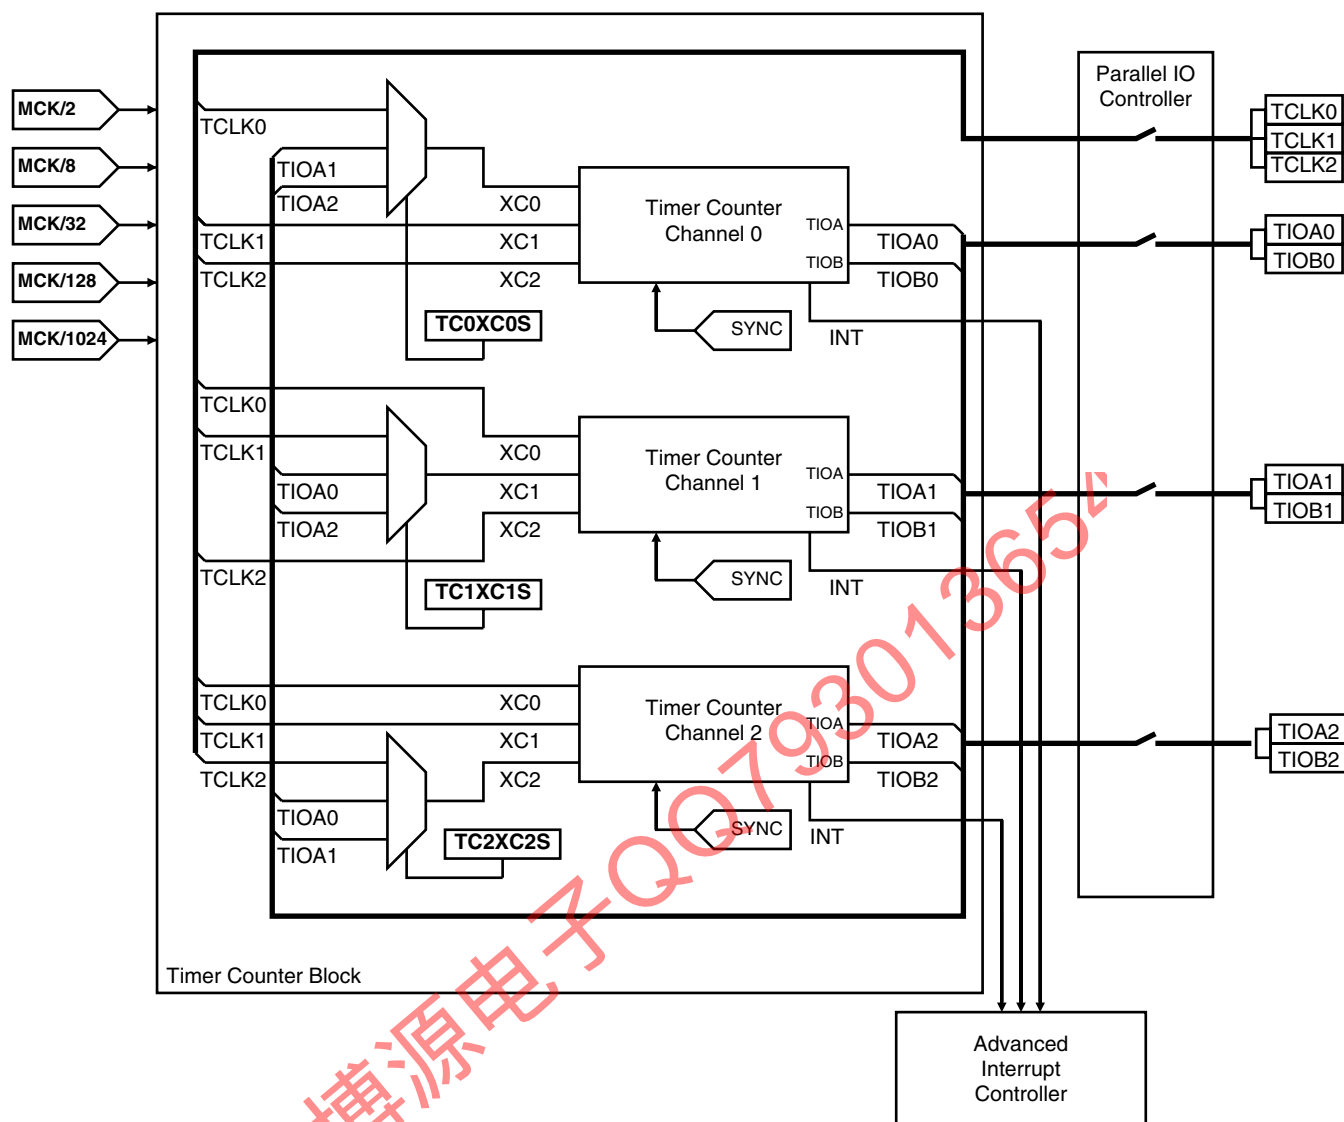 Parallel IO
Controller
MCK/2
MCK/8
MCK/32
MCK/128
MCK/1024
TCLK0
TCLK1
TCLK2
TIOA0
TIOB0
TIOA1
TIOB1
TIOA2
TIOB2
TCLK0
TIOA1
TIOA2
TCLK1
TCLK2
XC0
XC1
XC2
TC0XC0S
Timer Counter
Channel 0
TIOA
TIOB
TIOA0
TIOB0
SYNC
INT
TCLK0
TCLK1
TIOA0
TIOA2
TCLK2
XC0
XC1
XC2
TC1XC1S
Timer Counter
Channel 1
TIOA
TIOB
TIOA1
TIOB1
SYNC
INT
TCLK0
TCLK1
TCLK2
TIOA0
TIOA1
XC0
XC1
XC2
TC2XC2S
Timer Counter
Channel 2
TIOA
TIOB
TIOA2
TIOB2
SYNC
INT
Timer Counter Block
Advanced
Interrupt
Controller
博源电子QQ793013654